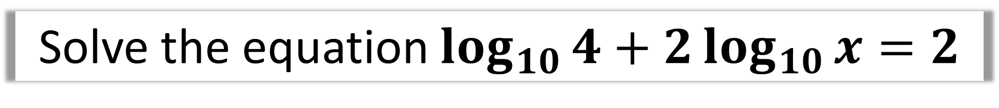 Solve the equation log₁₀ 4 + 2 log₁₀ x = 2